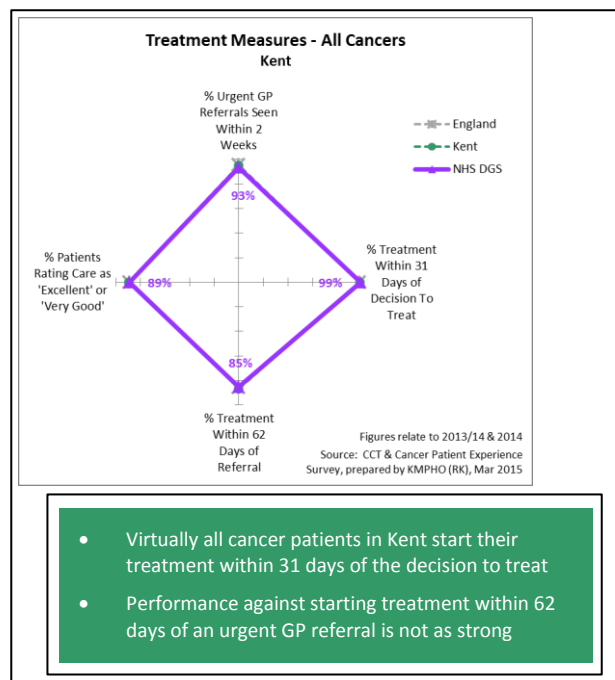 Treatment Measures - All Cancers
Kent
% Urgent GP
Referrals Seen
Within 2
Weeks
England
Kent
NHS DGS
93%
% Patients
Rating Care as
'Excellent' or
'Very Good'
89%
99%
% Treatment
Within 31
Days of
Decision To
Treat
85%
% Treatment
Within 62
Days of
Referral
Figures relate to 2013/14 & 2014
Source: CCT & Cancer Patient Experience
Survey, prepared by KMPHO (RK), Mar 2015
• Virtually all cancer patients in Kent start their
treatment within 31 days of the decision to treat
• Performance against starting treatment within 62
days of an urgent GP referral is not as strong